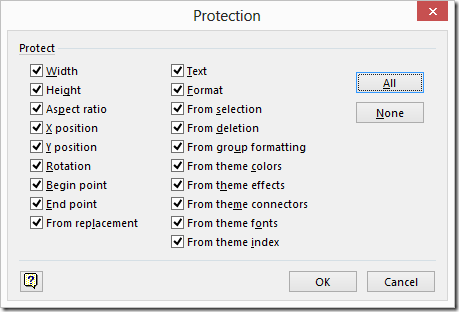 Protection
Protect
Width
Height
Aspect ratio
X position
Y position
Rotation
Begin point
End point
From replacement
Text
Format
From selection
From deletion
From group formatting
From theme colors
From theme effects
From theme connectors
From theme fonts
From theme index
All
None
?
OK
Cancel